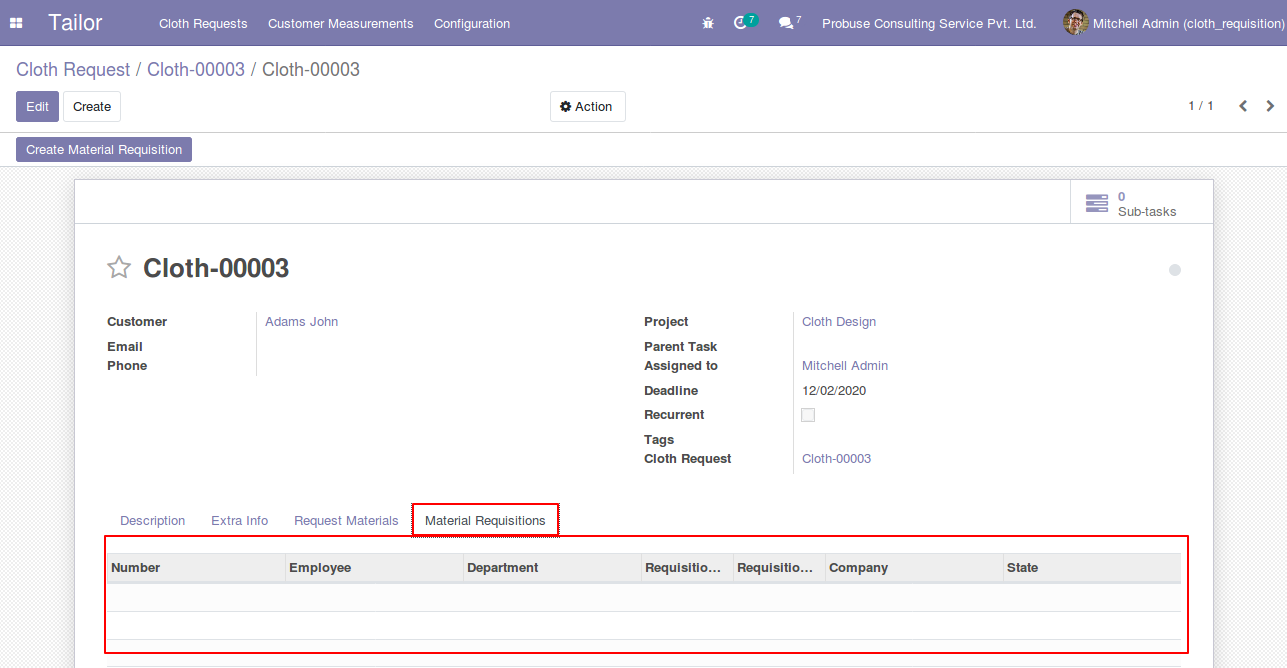 Tailor Cloth Requests Customer Measurements Configuration 7 7 Probuse Consulting Service Pvt. Ltd. Mitchell Admin (cloth_requisition)
Cloth Request / Cloth-00003 / Cloth-00003
Edit Create Action 1 / 1
Create Material Requisition
0
Sub-tasks
Cloth-00003
Customer Adams John Project Cloth Design
Email Parent Task
Phone Assigned to Mitchell Admin
Deadline 12/02/2020
Recurrent
Tags
Cloth Request Cloth-00003
Description Extra Info Request Materials Material Requisitions
Number Employee Department Requisitio... Requisitio... Company State